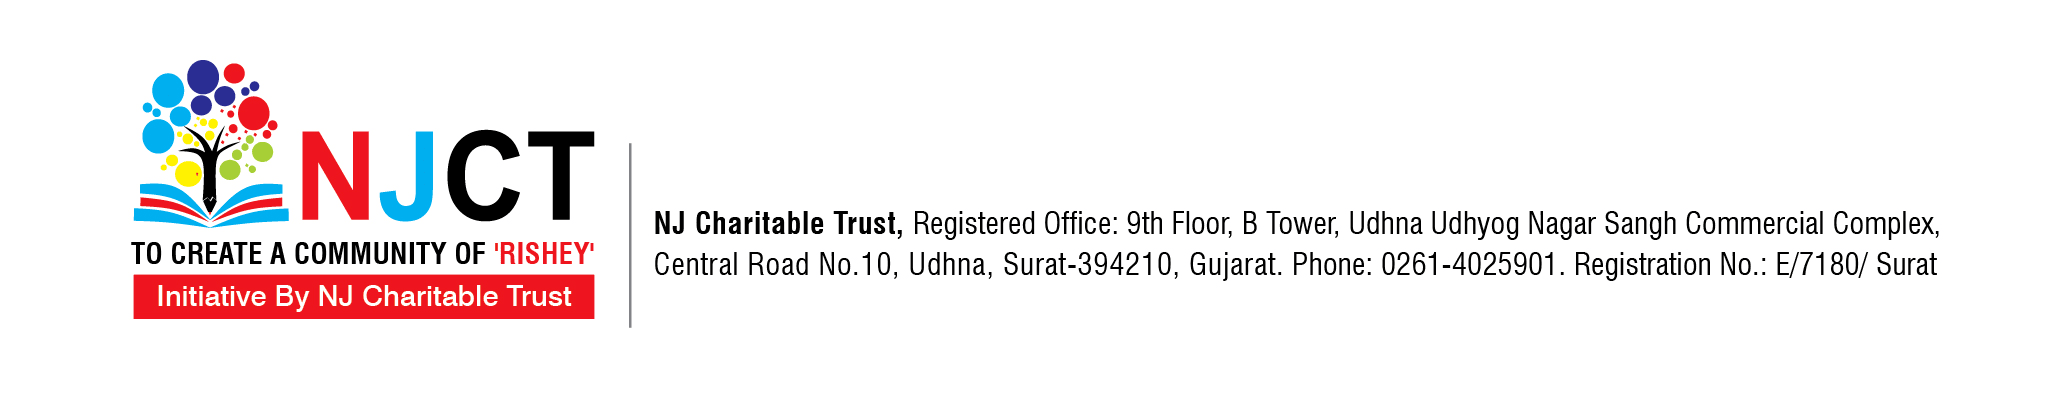 NJCT
TO CREATE A COMMUNITY OF 'RISHEY'
Initiative By NJ Charitable Trust
NJ Charitable Trust, Registered Office: 9th Floor, B Tower, Udhna Udhyog Nagar Sangh Commercial Complex,
Central Road No.10, Udhna, Surat-394210, Gujarat. Phone: 0261-4025901. Registration No.: E/7180/ Surat